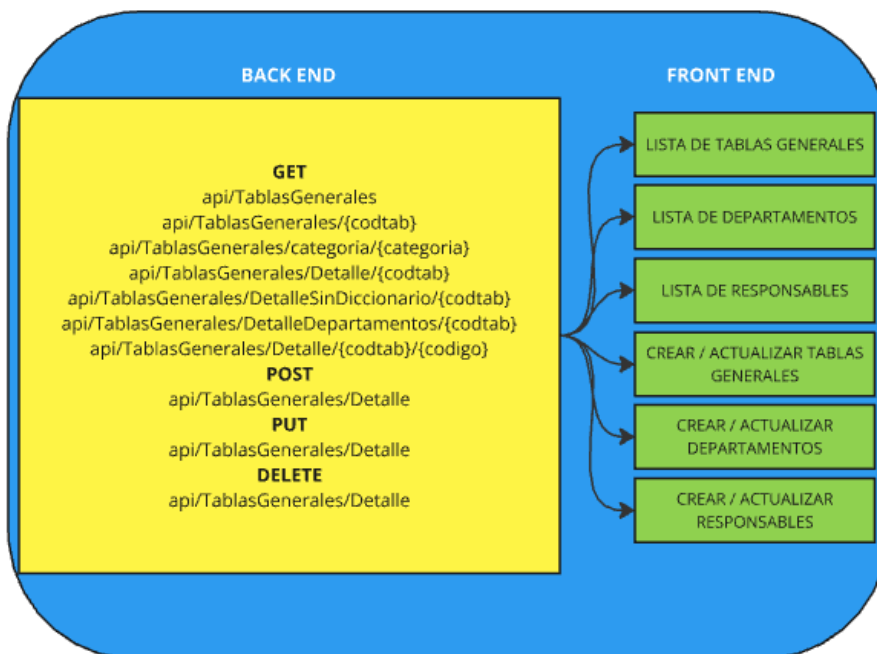 BACK END
GET
api/TablasGenerales
api/TablasGenerales/{codtab}
api/TablasGenerales/categoria/{categoria}
api/TablasGenerales/Detalle/{codtab}
api/TablasGenerales/DetalleSinDiccionario/{codtab}
api/TablasGenerales/DetalleDepartamentos/{codtab}
api/TablasGenerales/Detalle/{codtab}/{codigo}
POST
api/TablasGenerales/Detalle
PUT
api/TablasGenerales/Detalle
DELETE
api/TablasGenerales/Detalle
FRONT END
LISTA DE TABLAS GENERALES
LISTA DE DEPARTAMENTOS
LISTA DE RESPONSABLES
CREAR / ACTUALIZAR TABLAS
GENERALES
CREAR / ACTUALIZAR
DEPARTAMENTOS
CREAR / ACTUALIZAR
RESPONSABLES